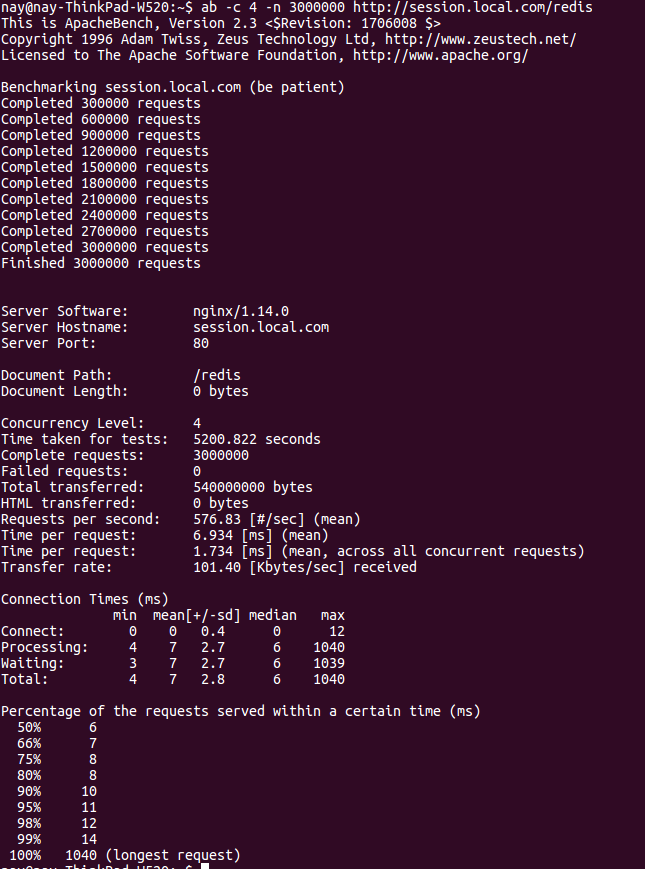 nay@nay-ThinkPad-W520:~$ ab -c 4 -n 3000000 http://session.local.com/redis
This is ApacheBench, Version 2.3 <$Revision: 1706008 $>
Copyright 1996 Adam Twiss, Zeus Technology Ltd, http://www.zeustech.net/
Licensed to The Apache Software Foundation, http://www.apache.org/

Benchmarking session.local.com (be patient)
Completed 300000 requests
Completed 600000 requests
Completed 900000 requests
Completed 1200000 requests
Completed 1500000 requests
Completed 1800000 requests
Completed 2100000 requests
Completed 2400000 requests
Completed 2700000 requests
Completed 3000000 requests
Finished 3000000 requests


Server Software:        nginx/1.14.0
Server Hostname:        session.local.com
Server Port:            80

Document Path:          /redis
Document Length:        0 bytes

Concurrency Level:      4
Time taken for tests:   5200.822 seconds
Complete requests:      3000000
Failed requests:        0
Total transferred:      540000000 bytes
HTML transferred:       0 bytes
Requests per second:    576.83 [#/sec] (mean)
Time per request:       6.934 [ms] (mean)
Time per request:       1.734 [ms] (mean, across all concurrent requests)
Transfer rate:          101.40 [Kbytes/sec] received

Connection Times (ms)
              min  mean[+/-sd] median   max
Connect:        0    0   0.4      0      12
Processing:     4    7   2.7      6    1040
Waiting:        3    7   2.7      6    1039
Total:          4    7   2.8      6    1040

Percentage of the requests served within a certain time (ms)
  50%      6
  66%      7
  75%      8
  80%      8
  90%     10
  95%     11
  98%     12
  99%     14
 100%   1040 (longest request)
nay@nay-ThinkPad-W520:~$